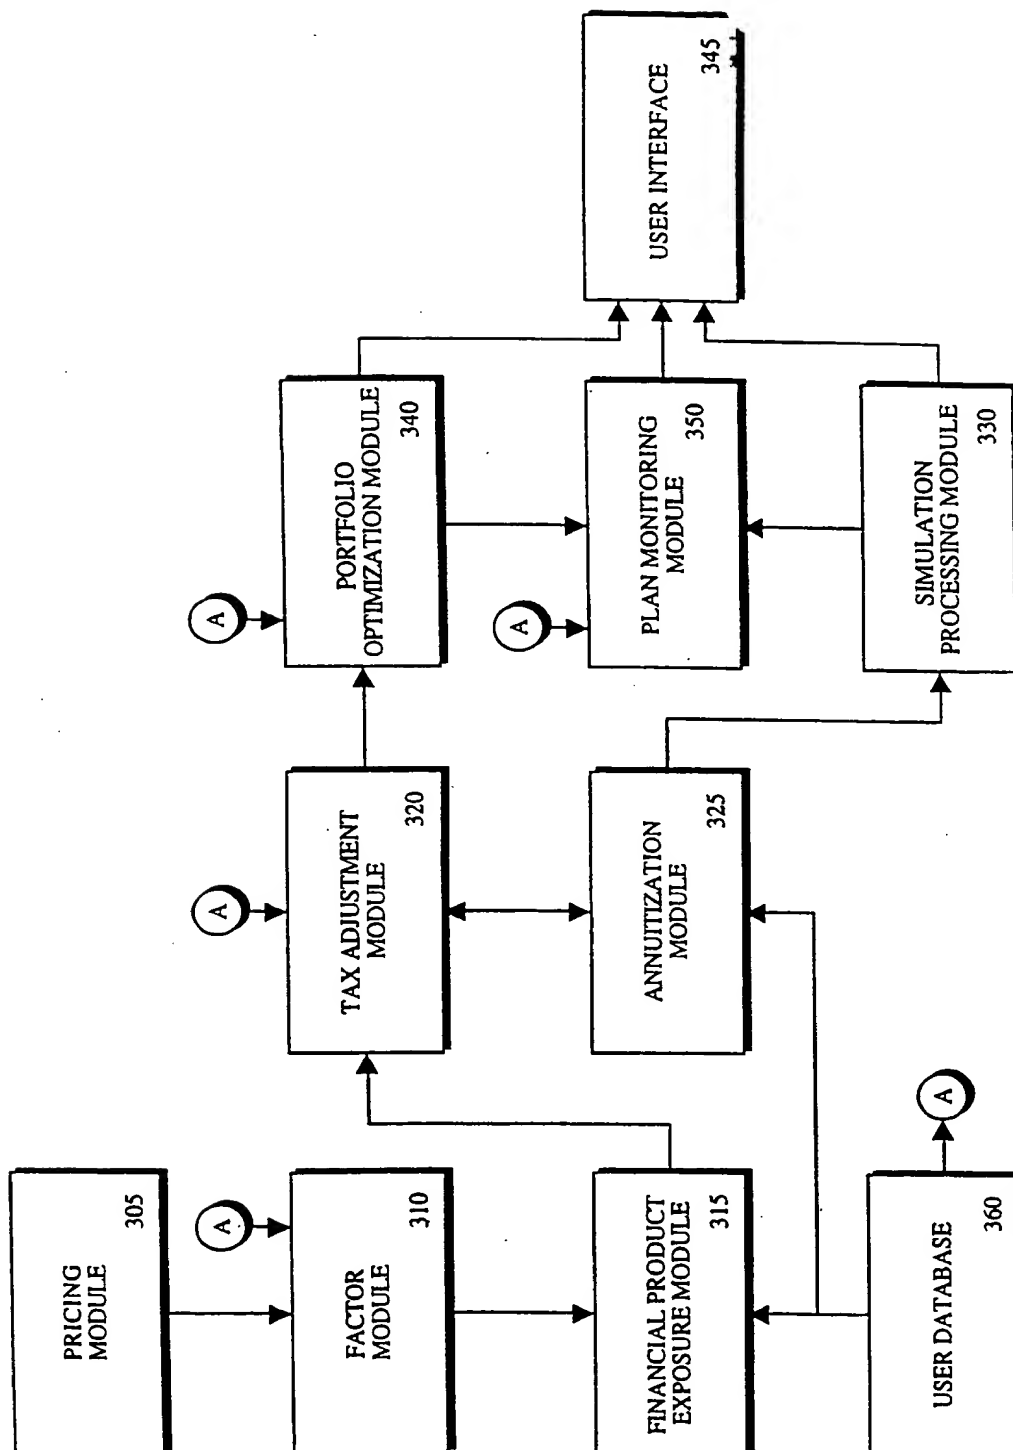 PRICING
MODULE
305
A
FACTOR
MODULE
310
A
TAX ADJUSTMENT
MODULE
320
A
PORTFOLIO
OPTIMIZATION MODULE
340
FINANCIAL PRODUCT
EXPOSURE MODULE
315
ANNUITIZATION
MODULE
325
A
PLAN MONITORING
MODULE
350
USER INTERFACE
345
USER DATABASE
360
A
SIMULATION
PROCESSING MODULE
330